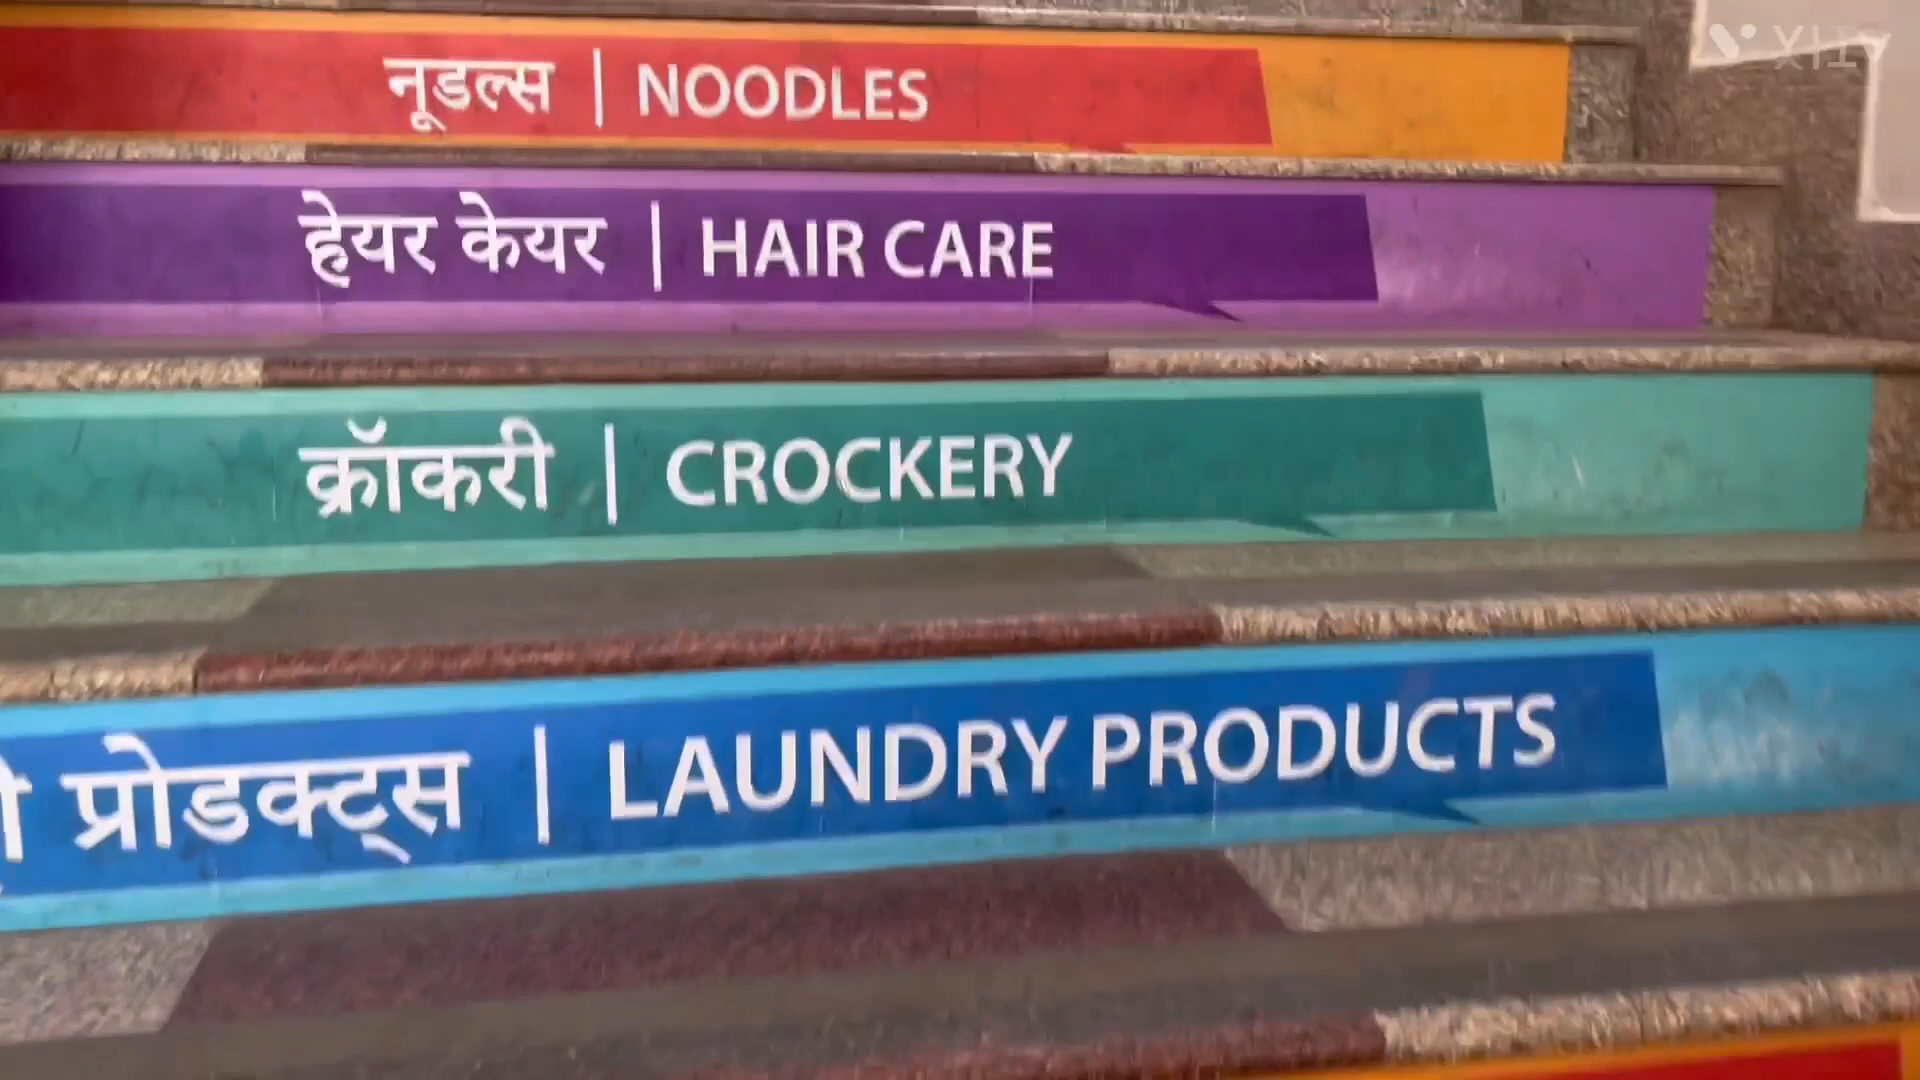 नूडल्स | NOODLES
हेयर केयर | HAIR CARE
क्रॉकरी | CROCKERY
प्रोडक्ट्स | LAUNDRY PRODUCTS